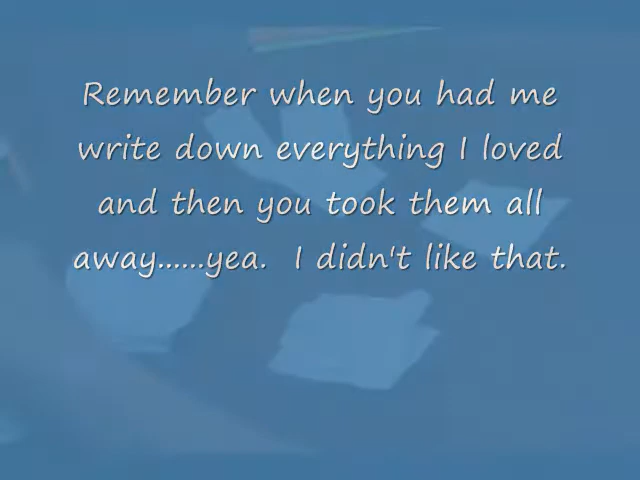 Remember when you had me
write down everything I loved
and then you took them all
away......yea.  I didn't like that.